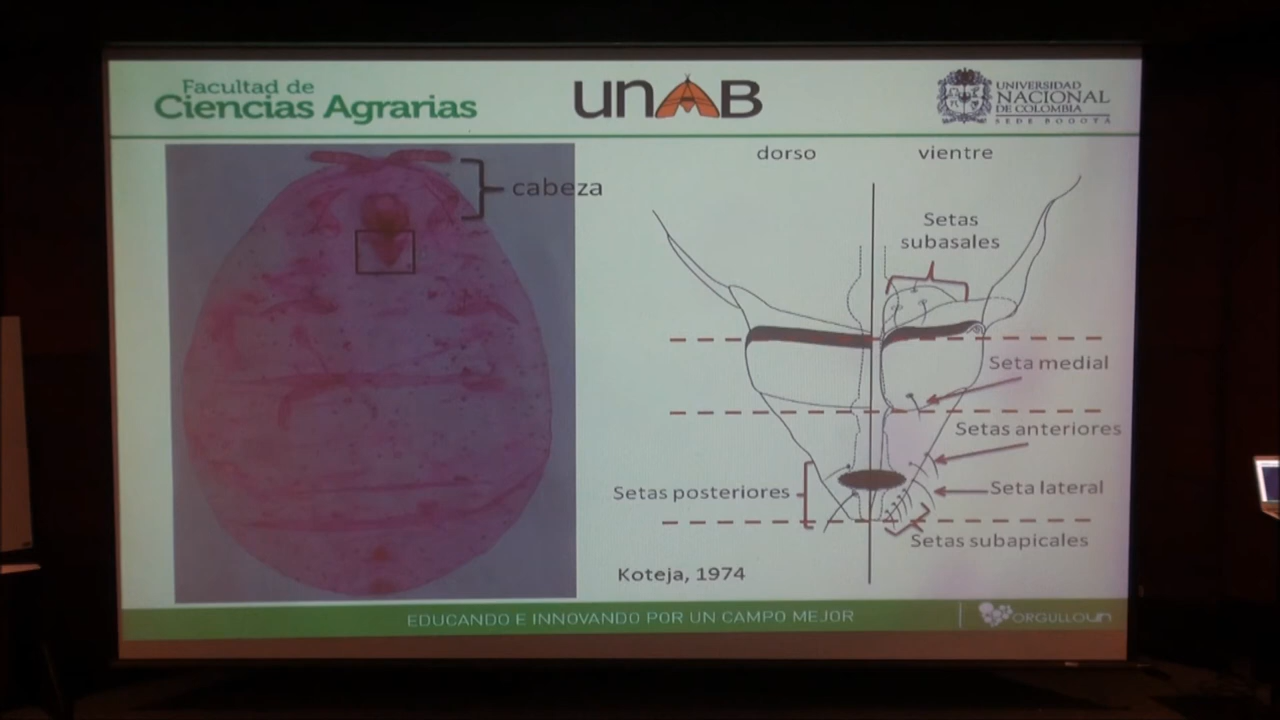 Facultad de
Ciencias Agrarias
UNAB
UNIVERSIDAD
NACIONAL
DE COLOMBIA
SEDE BOGOTÁ
cabeza
dorso
vientre
Setas
subasales
Seta medial
Setas anteriores
Setas posteriores
Seta lateral
Setas subapicales
Koteja, 1974
EDUCANDO E INNOVANDO POR UN CAMPO MEJOR
ORGULLOUN